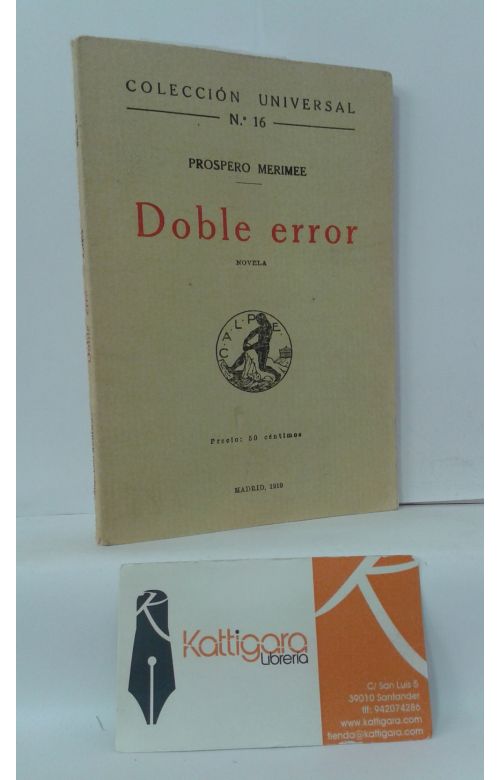 COLECCIÓN UNIVERSAL
N.º 16
PROSPERO MERIMEE
Doble error
NOVELA
CALPE
Precio: 50 céntimos
MADRID, 1919
Kattigara
Librería
C/ San Luis 5
39010 Santander
tlf: 942074286
www.kattigara.com
tienda@kattigara.com